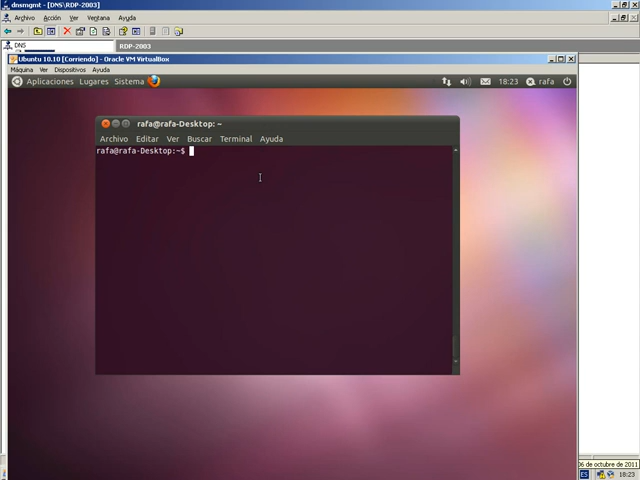 dnsmgmt - [DNS\RDP-2003]
Archivo Acción Ver Ventana Ayuda
DNS
RDP-2003
Ubuntu 10.10 [Corriendo] - Oracle VM VirtualBox
Máquina Ver Dispositivos Ayuda
Aplicaciones Lugares Sistema 18:23 rafa
rafa@rafa-Desktop: ~
Archivo Editar Ver Buscar Terminal Ayuda
rafa@rafa-Desktop:~$
06 de octubre de 2011
ES 18:23